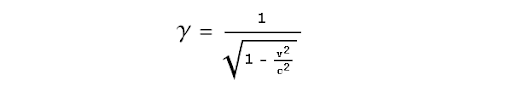 γ = 1 / √(1 - v²/c²)